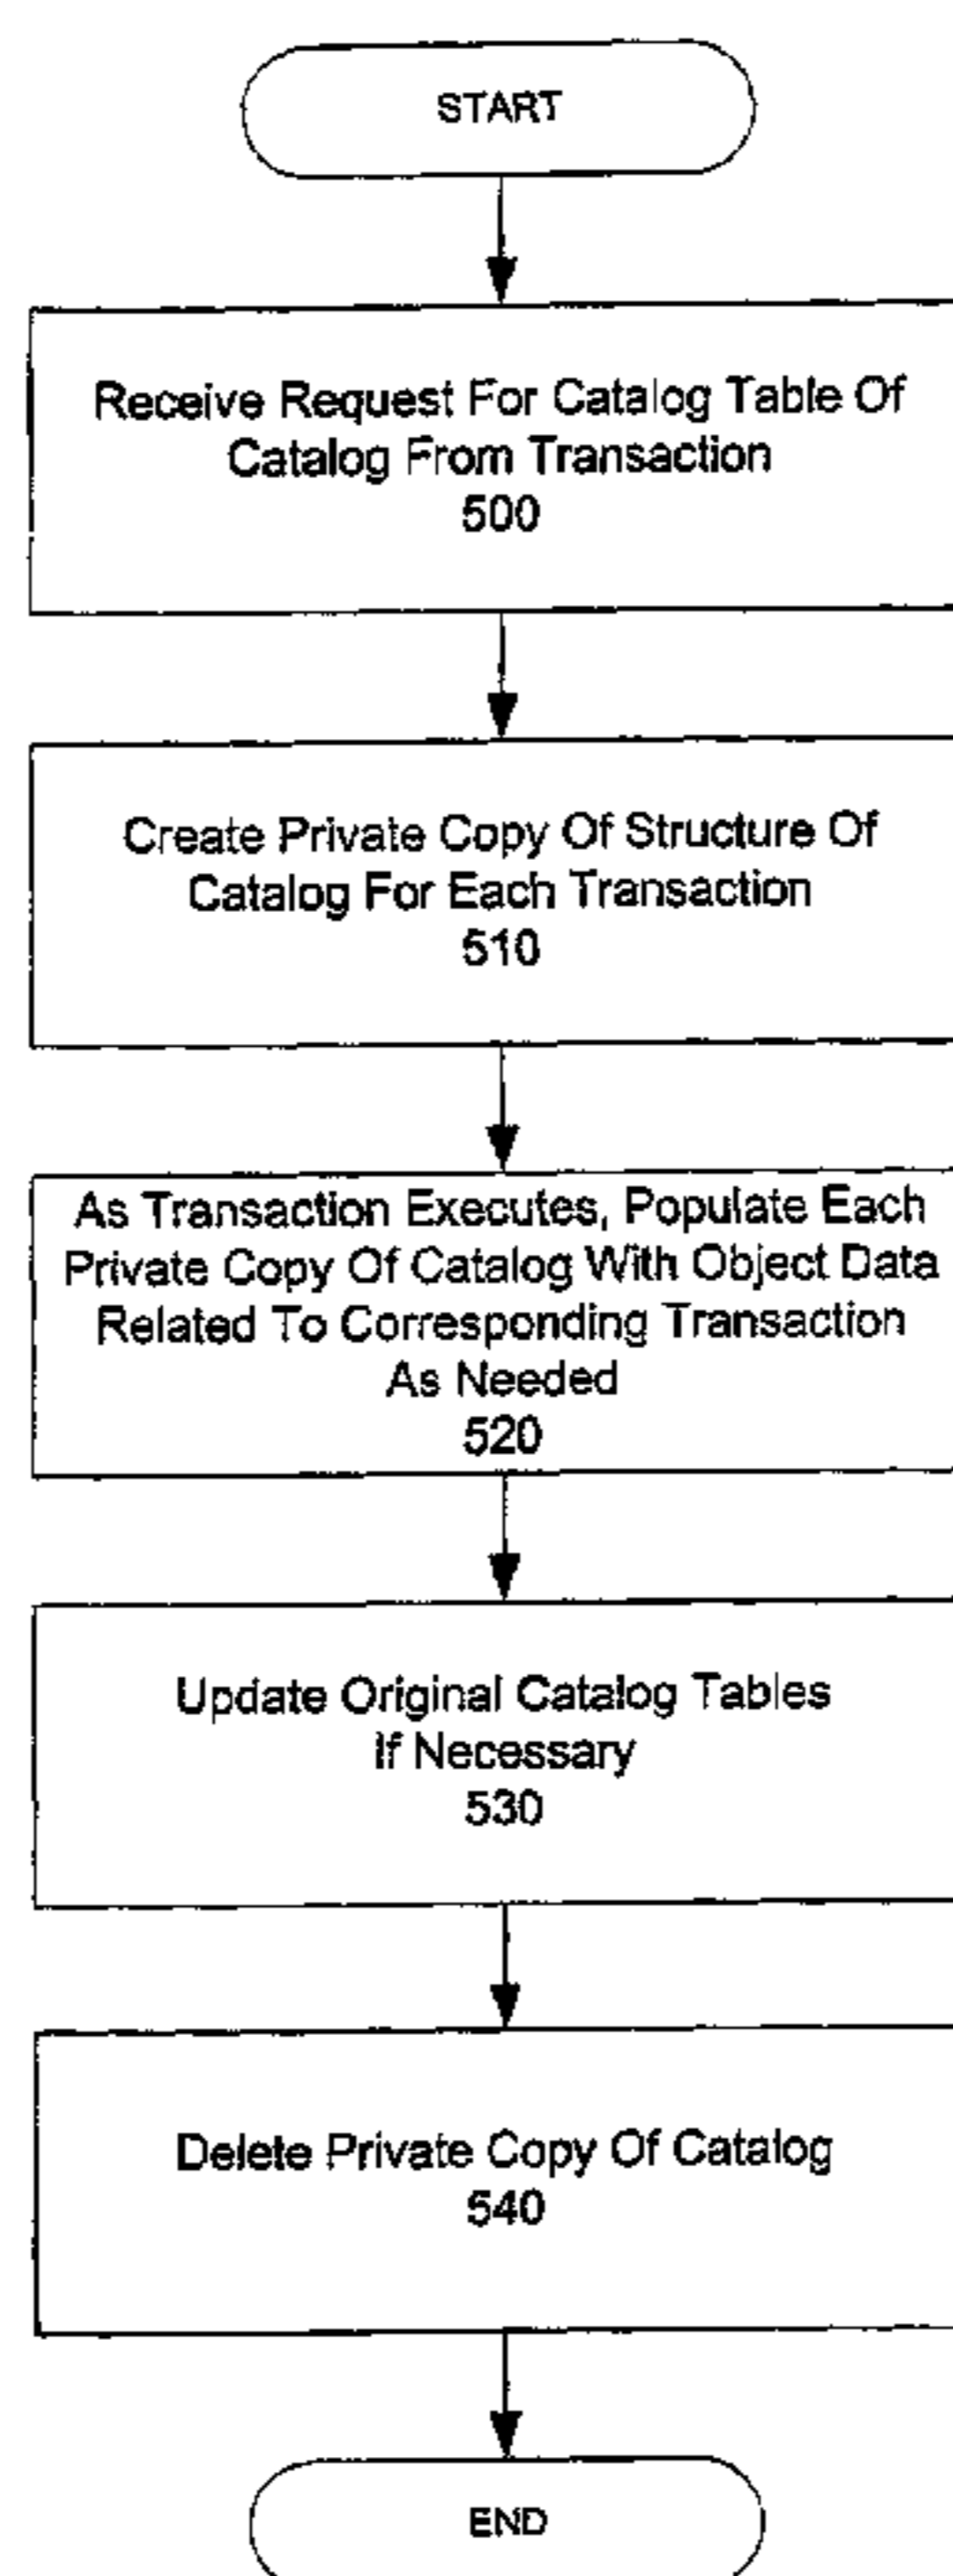 START
Receive Request For Catalog Table Of
Catalog From Transaction
500
Create Private Copy Of Structure Of
Catalog For Each Transaction
510
As Transaction Executes, Populate Each
Private Copy Of Catalog With Object Data
Related To Corresponding Transaction
As Needed
520
Update Original Catalog Tables
If Necessary
530
Delete Private Copy Of Catalog
540
END